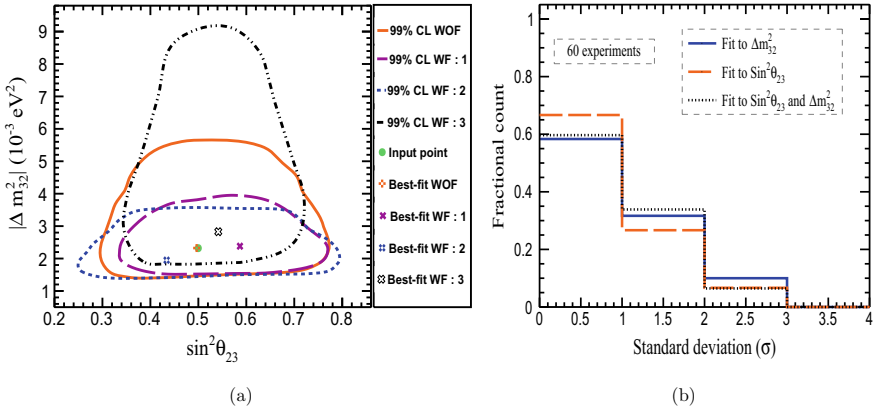 9
8
7
6
5
4
3
2
1
|Δ m²₃₂| (10⁻³ eV²)
0.2 0.3 0.4 0.5 0.6 0.7 0.8
sin²θ₂₃
99% CL WOF
99% CL WF : 1
99% CL WF : 2
99% CL WF : 3
Input point
Best-fit WOF
Best-fit WF : 1
Best-fit WF : 2
Best-fit WF : 3
(a)
1
0.8
0.6
0.4
0.2
0
Fractional count
60 experiments
Fit to Δm²₃₂
Fit to Sin²θ₂₃
Fit to Sin²θ₂₃ and Δm²₃₂
0 0.5 1 1.5 2 2.5 3 3.5 4
Standard deviation (σ)
(b)